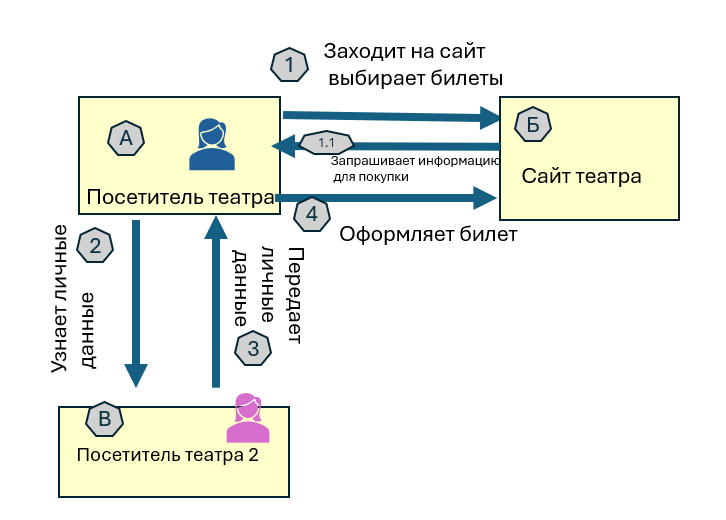 1
Заходит на сайт
выбирает билеты
А
Посетитель театра
Б
Сайт театра
1.1
Запрашивает информацию
для покупки
4
Оформляет билет
2
Узнает личные
данные
Передает
личные
данные
3
В
Посетитель театра 2